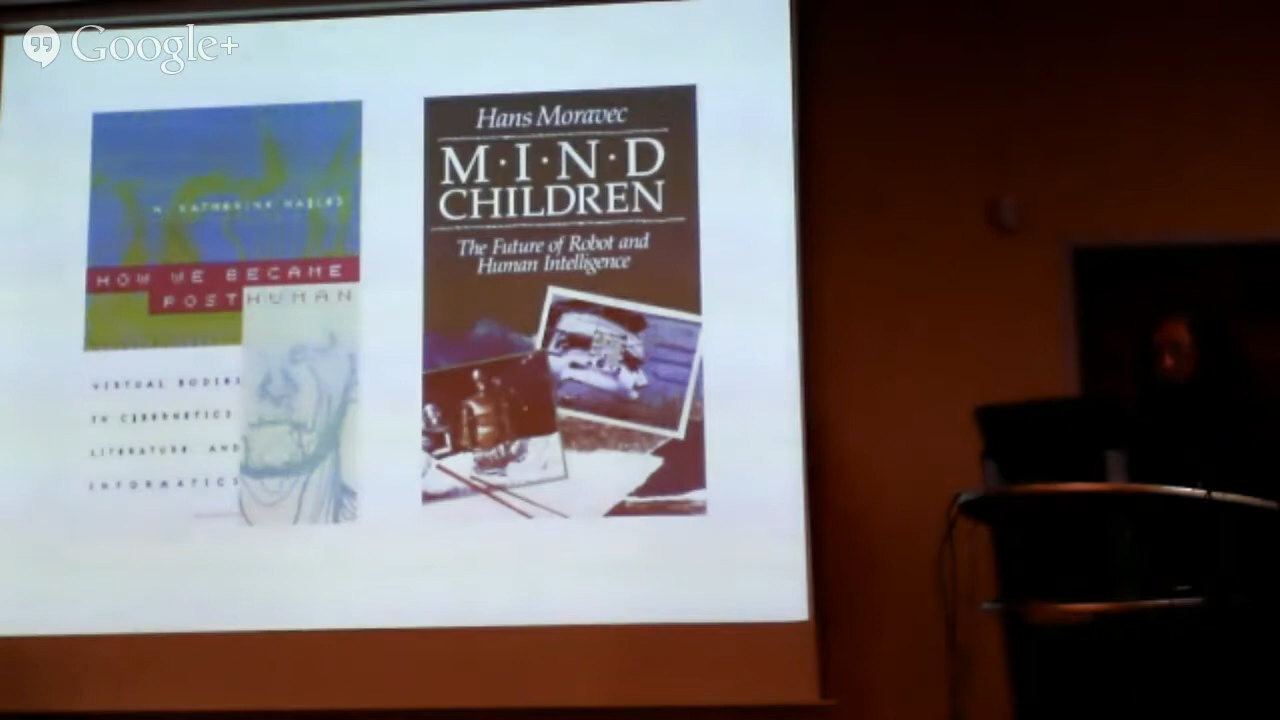 Google+
N. KATHERINE HAYLES
HOW WE BECAME
POSTHUMAN
VIRTUAL BODIES
IN CYBERNETICS
LITERATURE AND
INFORMATICS
Hans Moravec
M·I·N·D
CHILDREN
The Future of Robot and
Human Intelligence